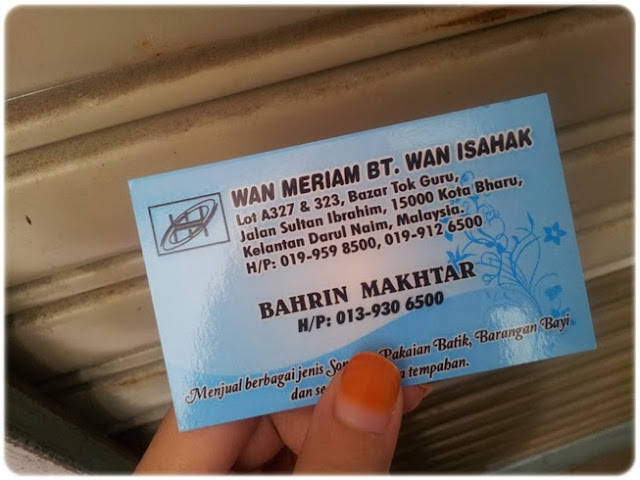 WAN MERIAM BT. WAN ISAHAK
Lot A327 & 323, Bazar Tok Guru,
Jalan Sultan Ibrahim, 15000 Kota Bharu,
Kelantan Darul Naim, Malaysia.
H/P: 019-959 8500, 019-912 6500
BAHRIN MAKHTAR
H/P: 013-930 6500
Menjual berbagai jenis Pakaian Batik, Barangan Bayi
dan tempahan.